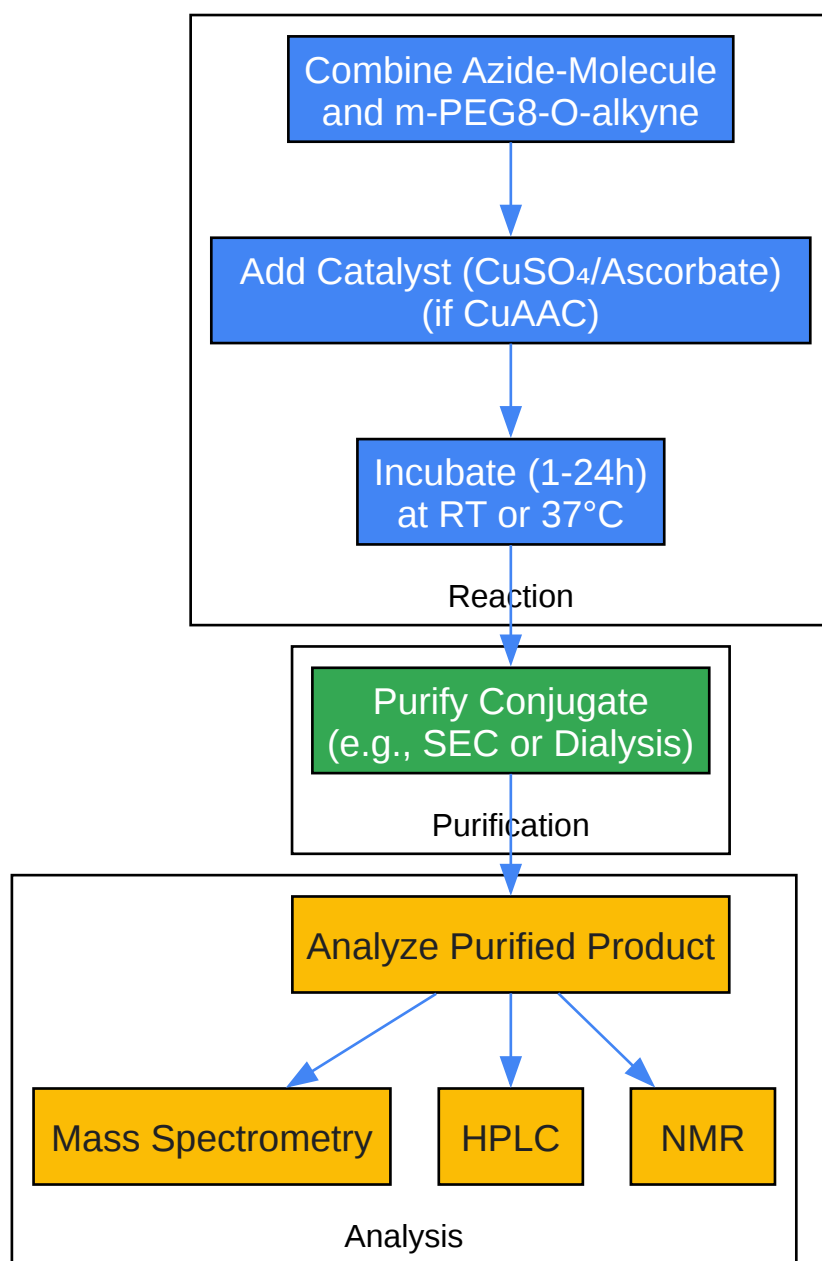 Combine Azide-Molecule
and m-PEG8-O-alkyne
Add Catalyst (CuSO₄/Ascorbate)
(if CuAAC)
Incubate (1-24h)
at RT or 37°C
Reaction
Purify Conjugate
(e.g., SEC or Dialysis)
Purification
Analyze Purified Product
Mass Spectrometry
HPLC
NMR
Analysis